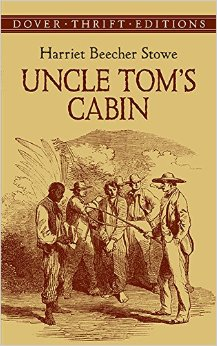 DOVER · THRIFT · EDITIONS
Harriet Beecher Stowe
UNCLE TOM'S
CABIN